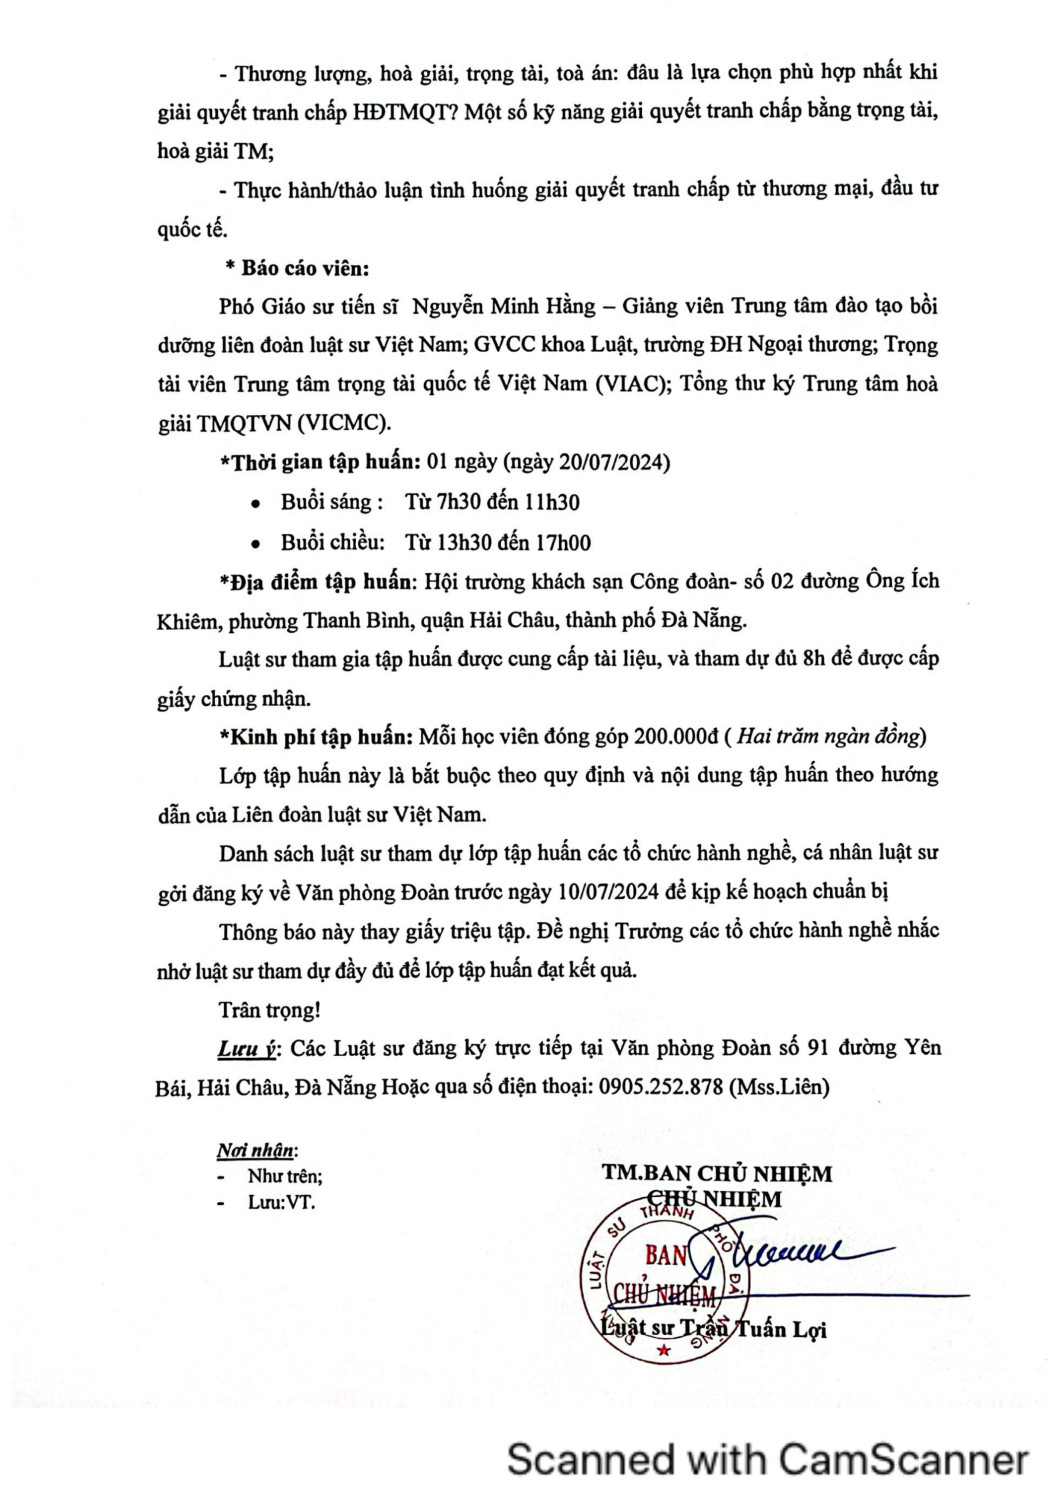 - Thương lượng, hoà giải, trọng tài, toà án: đâu là lựa chọn phù hợp nhất khi
giải quyết tranh chấp HĐTMQT? Một số kỹ năng giải quyết tranh chấp bằng trọng tài,
hoà giải TM;
- Thực hành/thảo luận tình huống giải quyết tranh chấp từ thương mại, đầu tư
quốc tế.
* Báo cáo viên:
Phó Giáo sư tiến sĩ Nguyễn Minh Hằng – Giảng viên Trung tâm đào tạo bồi
dưỡng liên đoàn luật sư Việt Nam; GVCC khoa Luật, trường ĐH Ngoại thương; Trọng
tài viên Trung tâm trọng tài quốc tế Việt Nam (VIAC); Tổng thư ký Trung tâm hoà
giải TMQTVN (VICMC).
*Thời gian tập huấn: 01 ngày (ngày 20/07/2024)
• Buổi sáng : Từ 7h30 đến 11h30
• Buổi chiều: Từ 13h30 đến 17h00
*Địa điểm tập huấn: Hội trường khách sạn Công đoàn- số 02 đường Ông Ích
Khiêm, phường Thanh Bình, quận Hải Châu, thành phố Đà Nẵng.
Luật sư tham gia tập huấn được cung cấp tài liệu, và tham dự đủ 8h để được cấp
giấy chứng nhận.
*Kinh phí tập huấn: Mỗi học viên đóng góp 200.000đ ( Hai trăm ngàn đồng)
Lớp tập huấn này là bắt buộc theo quy định và nội dung tập huấn theo hướng
dẫn của Liên đoàn luật sư Việt Nam.
Danh sách luật sư tham dự lớp tập huấn các tổ chức hành nghề, cá nhân luật sư
gởi đăng ký về Văn phòng Đoàn trước ngày 10/07/2024 để kịp kế hoạch chuẩn bị
Thông báo này thay giấy triệu tập. Đề nghị Trưởng các tổ chức hành nghề nhắc
nhở luật sư tham dự đầy đủ để lớp tập huấn đạt kết quả.
Trân trọng!
Lưu ý: Các Luật sư đăng ký trực tiếp tại Văn phòng Đoàn số 91 đường Yên
Bái, Hải Châu, Đà Nẵng Hoặc qua số điện thoại: 0905.252.878 (Mss.Liên)
Nơi nhận:
- Như trên;
- Lưu:VT.
TM.BAN CHỦ NHIỆM
CHỦ NHIỆM
ĐOÀN LUẬT SƯ THÀNH PHỐ ĐÀ NẴNG
BAN
CHỦ NHIỆM
Luật sư Trần Tuấn Lợi
Scanned with CamScanner